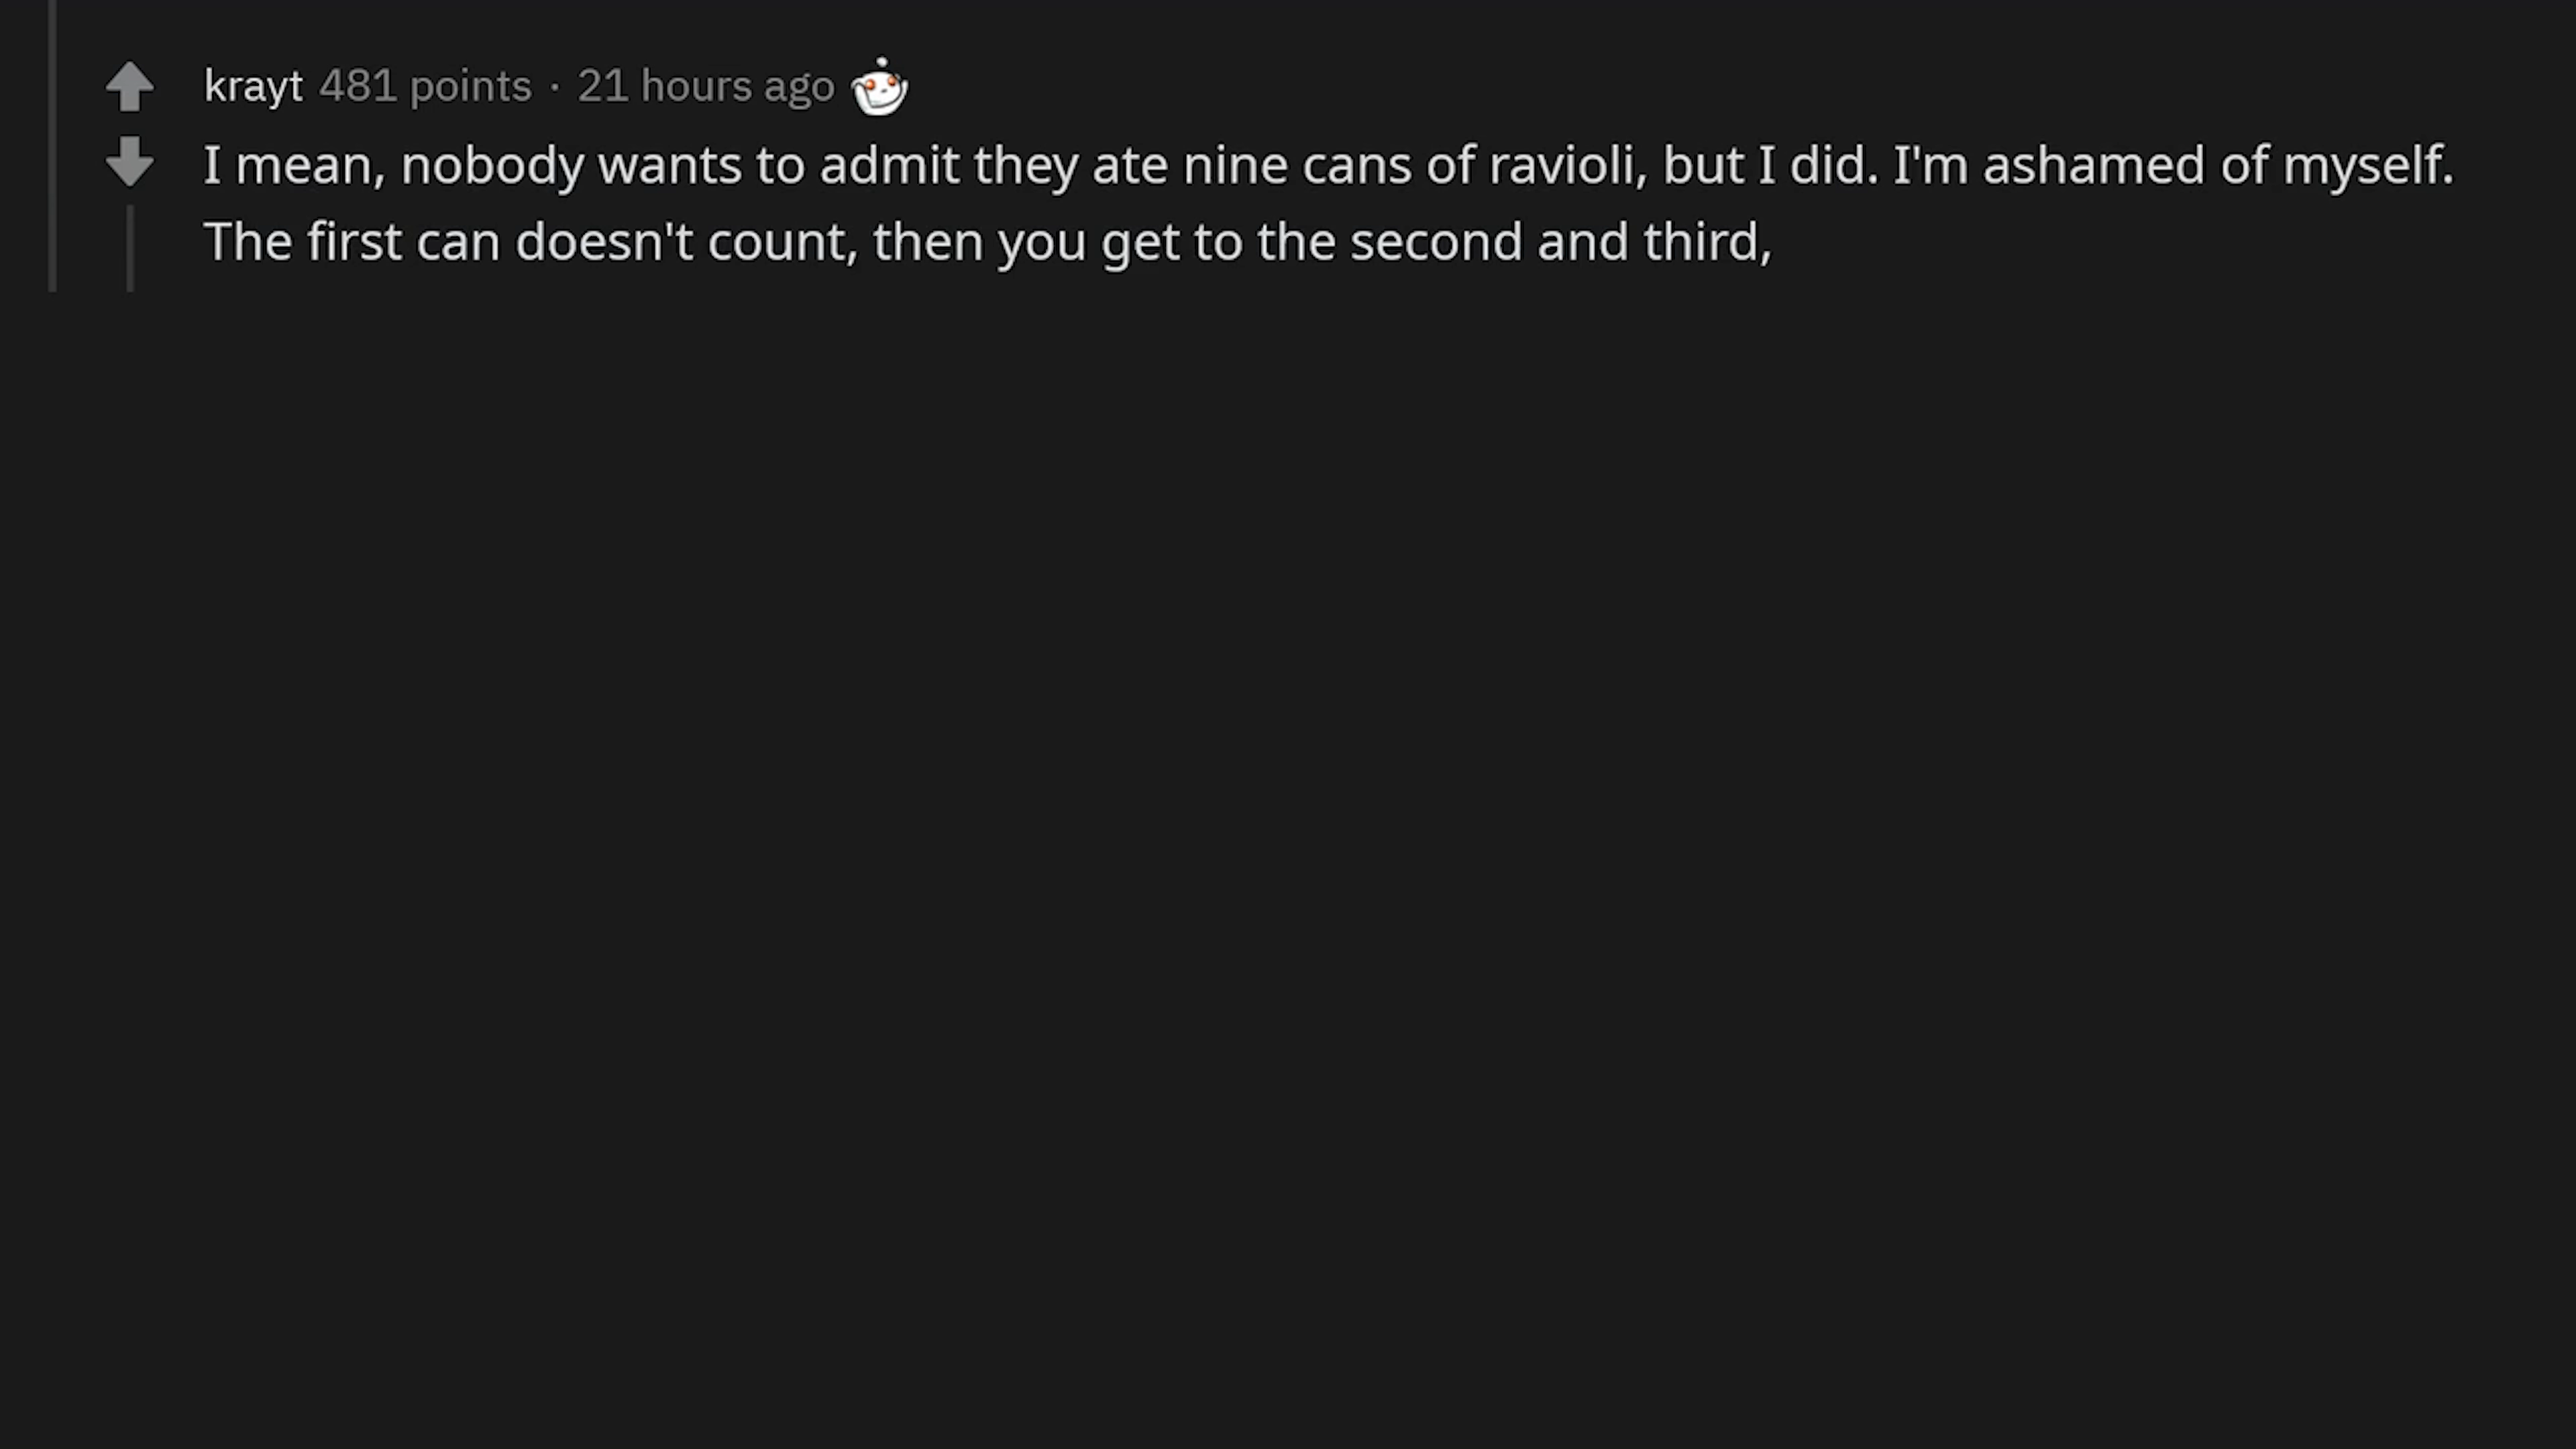 krayt 481 points · 21 hours ago
I mean, nobody wants to admit they ate nine cans of ravioli, but I did. I'm ashamed of myself.
The first can doesn't count, then you get to the second and third,